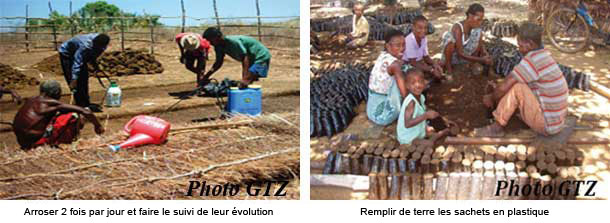 Photo GTZ
Photo GTZ
Arroser 2 fois par jour et faire le suivi de leur évolution
Remplir de terre les sachets en plastique